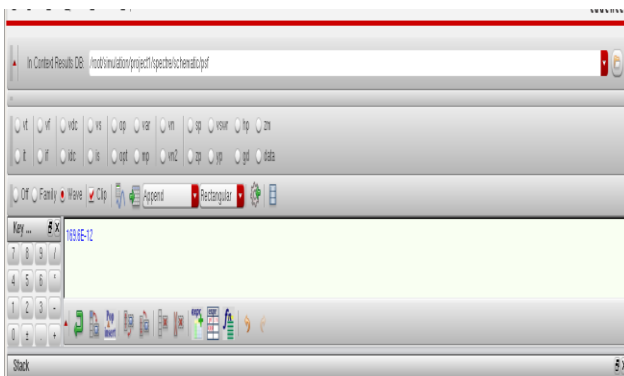 cadence
In Context Results DB: /root/simulation/project1/spectre/schematic/psf
vt vf vdc vs op var vn sp vswr hp zm
it if idc is opt mp vn2 zp yp gd data
Off Family Wave Clip Append Rectangular
Key ...
169.6E-12
7 8 9 /
4 5 6 *
1 2 3 -
0 ± . +
Stack